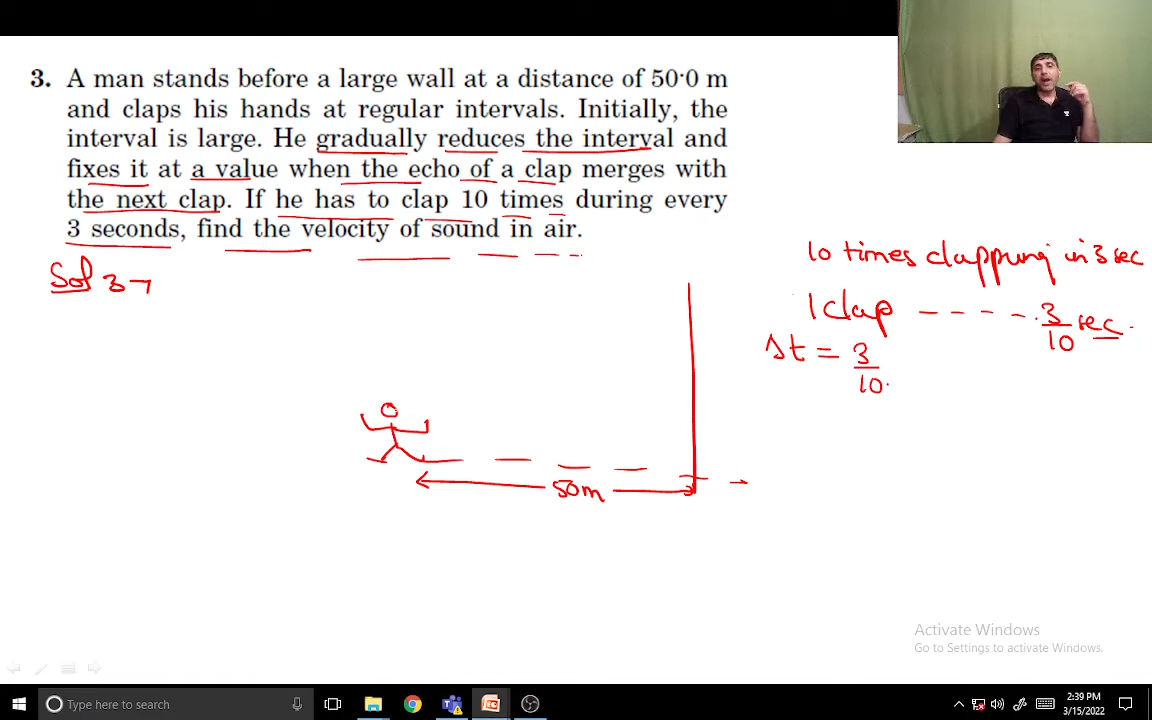 3. A man stands before a large wall at a distance of 50·0 m
and claps his hands at regular intervals. Initially, the
interval is large. He gradually reduces the interval and
fixes it at a value when the echo of a clap merges with
the next clap. If he has to clap 10 times during every
3 seconds, find the velocity of sound in air.
Sol 3→
10 times clapping in 3 sec
1 clap ---- 3/10 sec.
Δt = 3/10
50m
Activate Windows
Go to Settings to activate Windows.
Type here to search
2:39 PM
3/15/2022